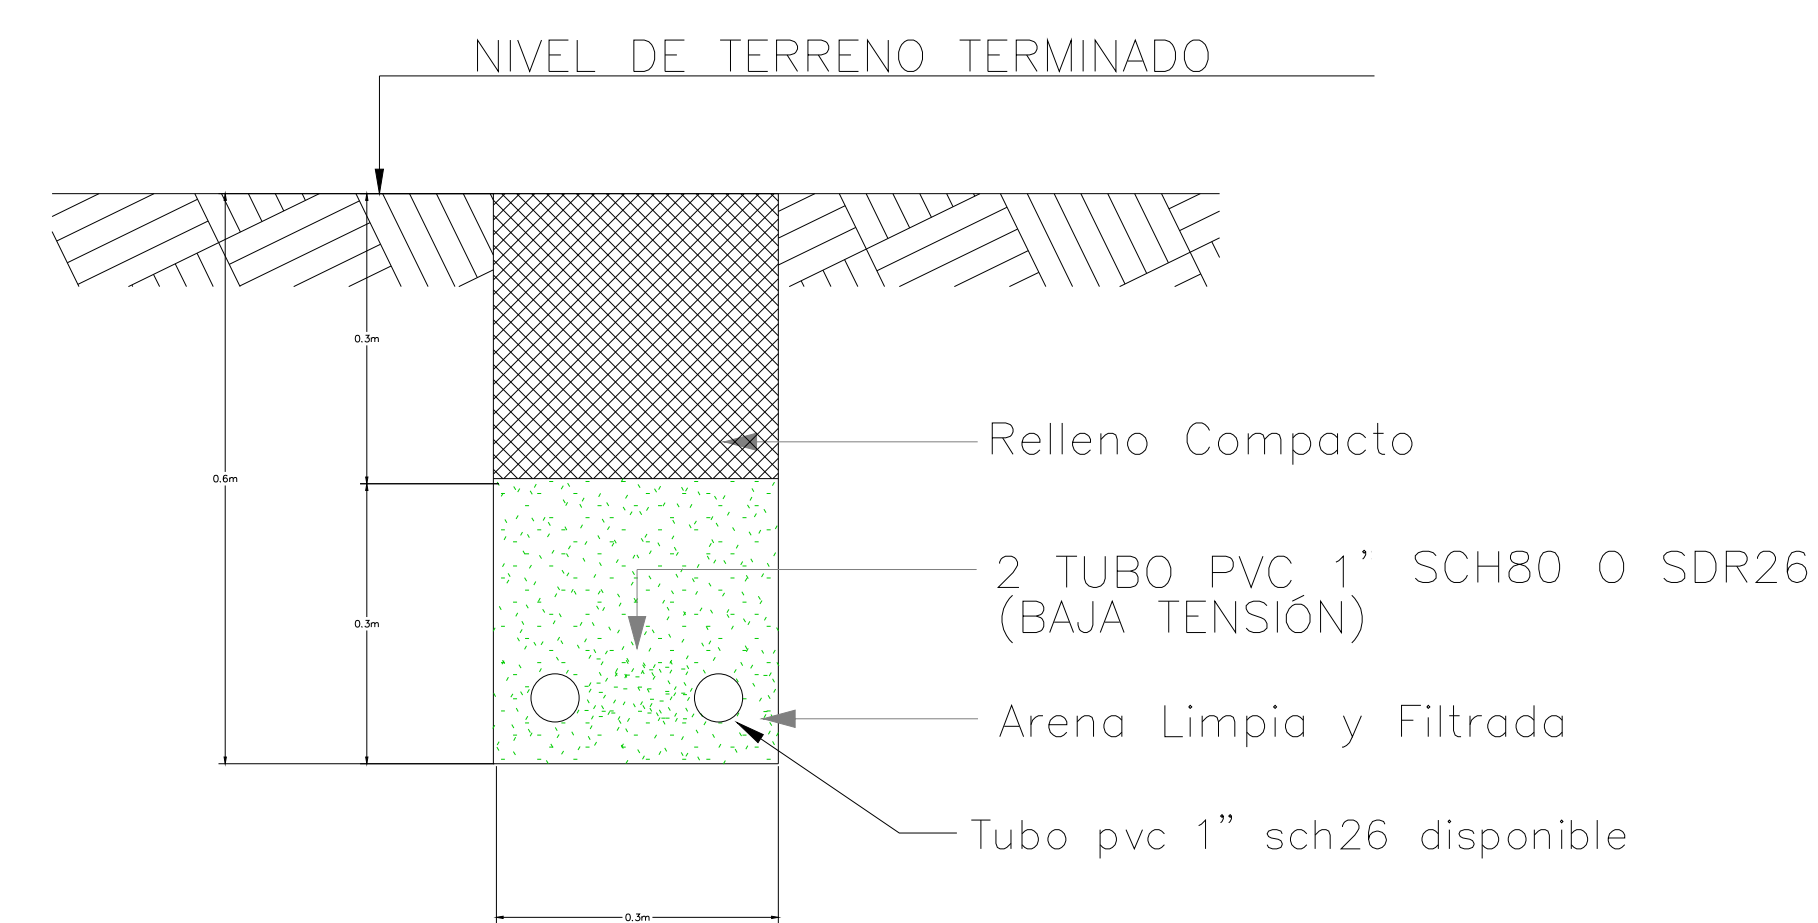 NIVEL DE TERRENO TERMINADO
0.3m
Relleno Compacto
0.6m
2 TUBO PVC 1' SCH80 O SDR26
(BAJA TENSIÓN)
0.3m
Arena Limpia y Filtrada
Tubo pvc 1" sch26 disponible
0.3m